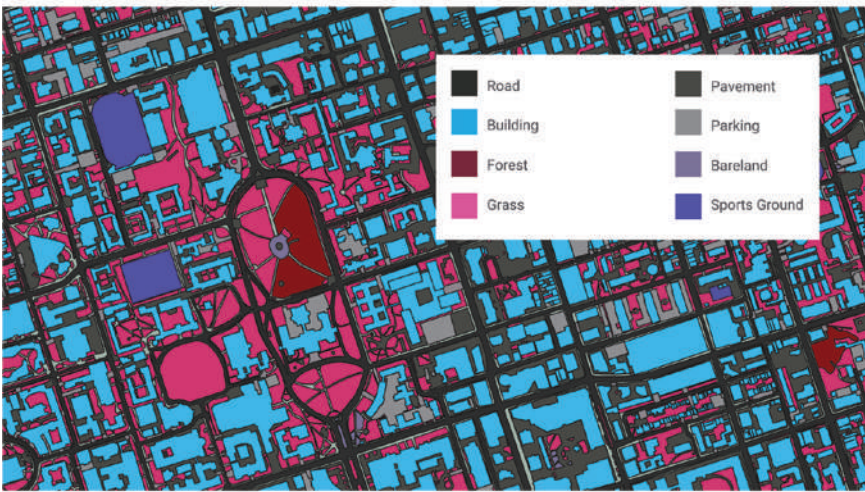 Road
Building
Forest
Grass
Pavement
Parking
Bareland
Sports Ground